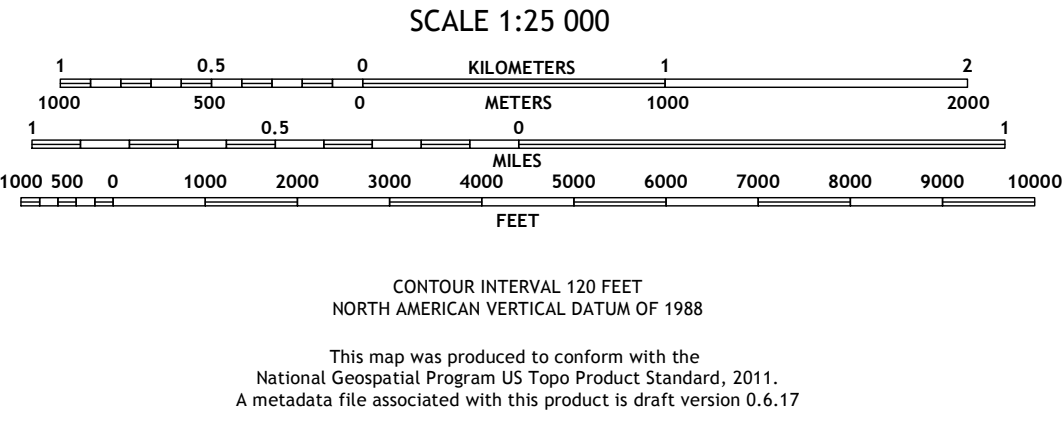 SCALE 1:25 000
1 0.5 0 KILOMETERS 1 2
1000 500 0 METERS 1000 2000
1 0.5 0 1
MILES
1000 500 0 1000 2000 3000 4000 5000 6000 7000 8000 9000 10000
FEET
CONTOUR INTERVAL 120 FEET
NORTH AMERICAN VERTICAL DATUM OF 1988
This map was produced to conform with the
National Geospatial Program US Topo Product Standard, 2011.
A metadata file associated with this product is draft version 0.6.17